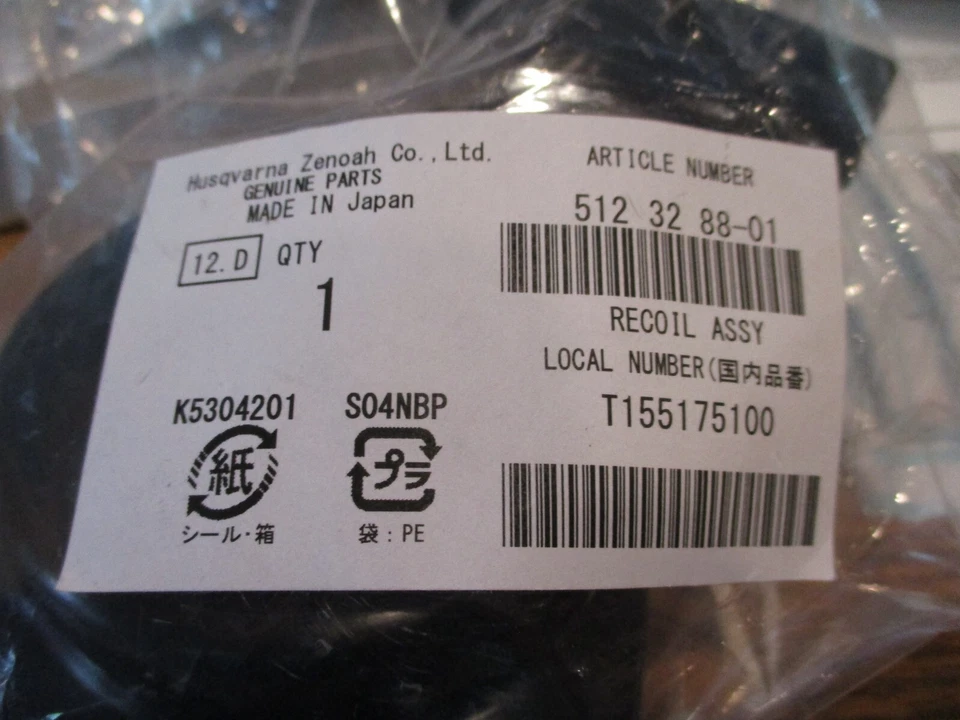 Husqvarna Zenoah Co.,Ltd.
GENUINE PARTS
MADE IN Japan
12.D QTY
1
K5304201 S04NBP
紙 プラ
シール・箱 袋:PE
ARTICLE NUMBER
512 32 88-01
RECOIL ASSY
LOCAL NUMBER(国内品番)
T155175100